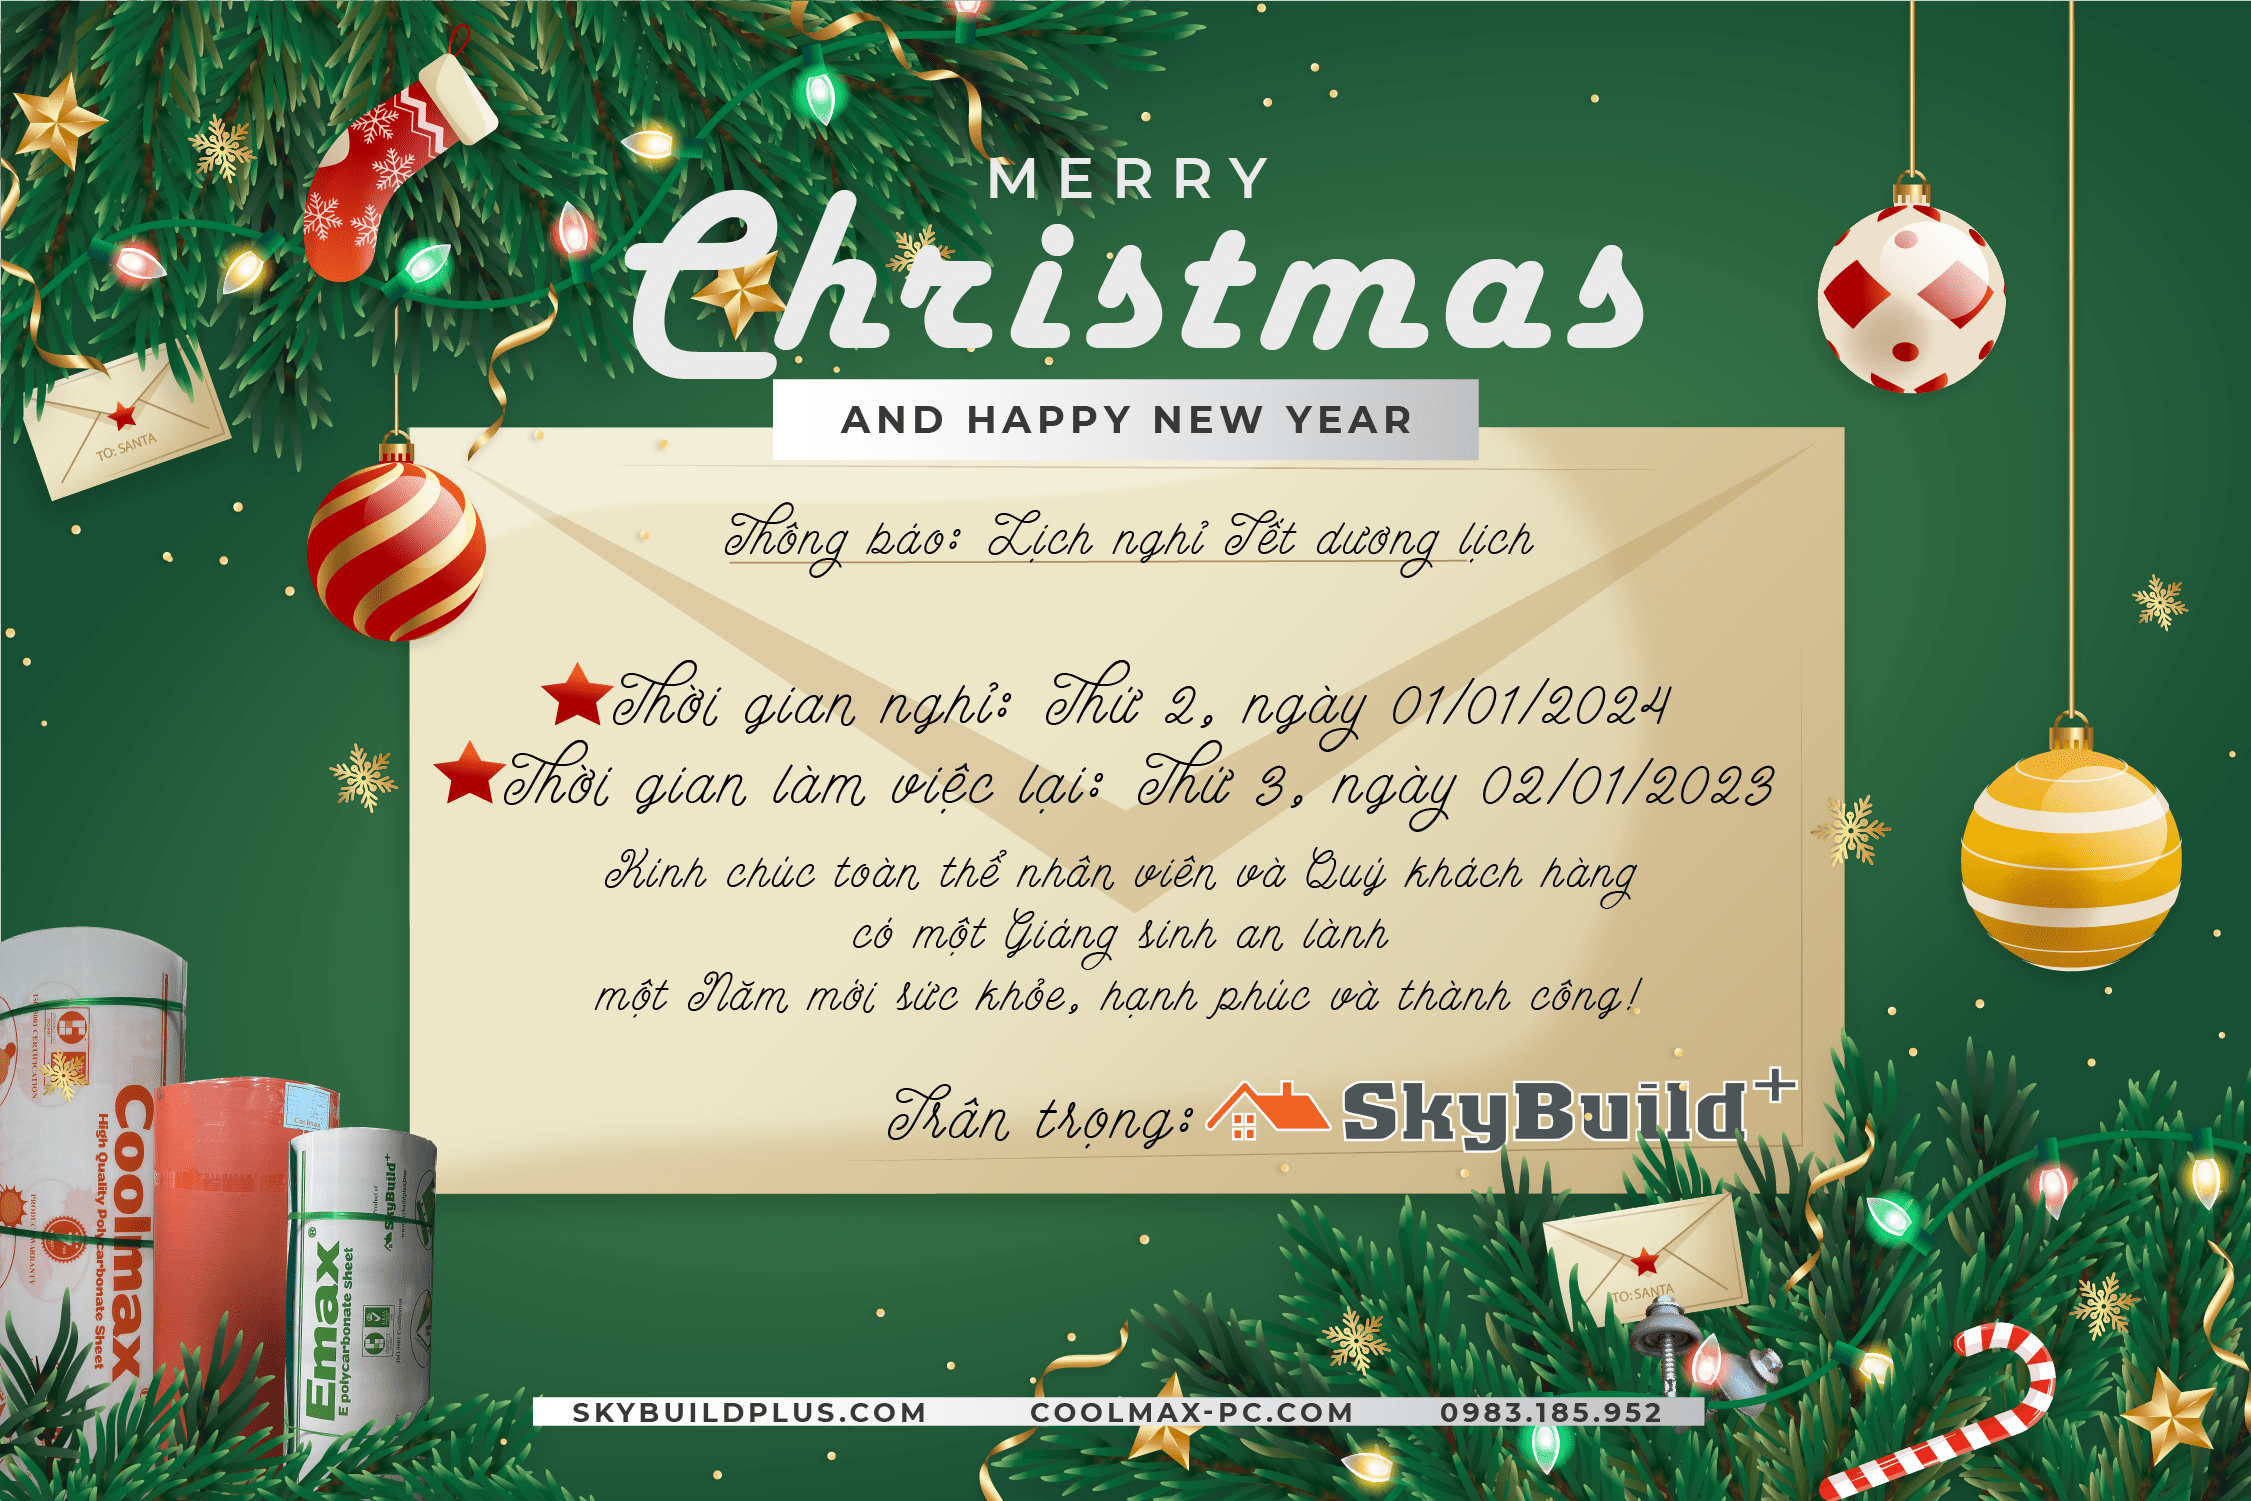 MERRY
Christmas
AND HAPPY NEW YEAR
TO: SANTA
Thông báo: Lịch nghỉ Tết dương lịch
Thời gian nghỉ: Thứ 2, ngày 01/01/2024
Thời gian làm việc lại: Thứ 3, ngày 02/01/2023
Kính chúc toàn thể nhân viên và Quý khách hàng
có một Giáng sinh an lành
một Năm mới sức khỏe, hạnh phúc và thành công!
Trân trọng: SkyBuild+
Coolmax
High Quality Polycarbonate Sheet
Emax®
E polycarbonate sheet
Product of
SkyBuild+
TO: SANTA
SKYBUILDPLUS.COM COOLMAX-PC.COM 0983.185.952